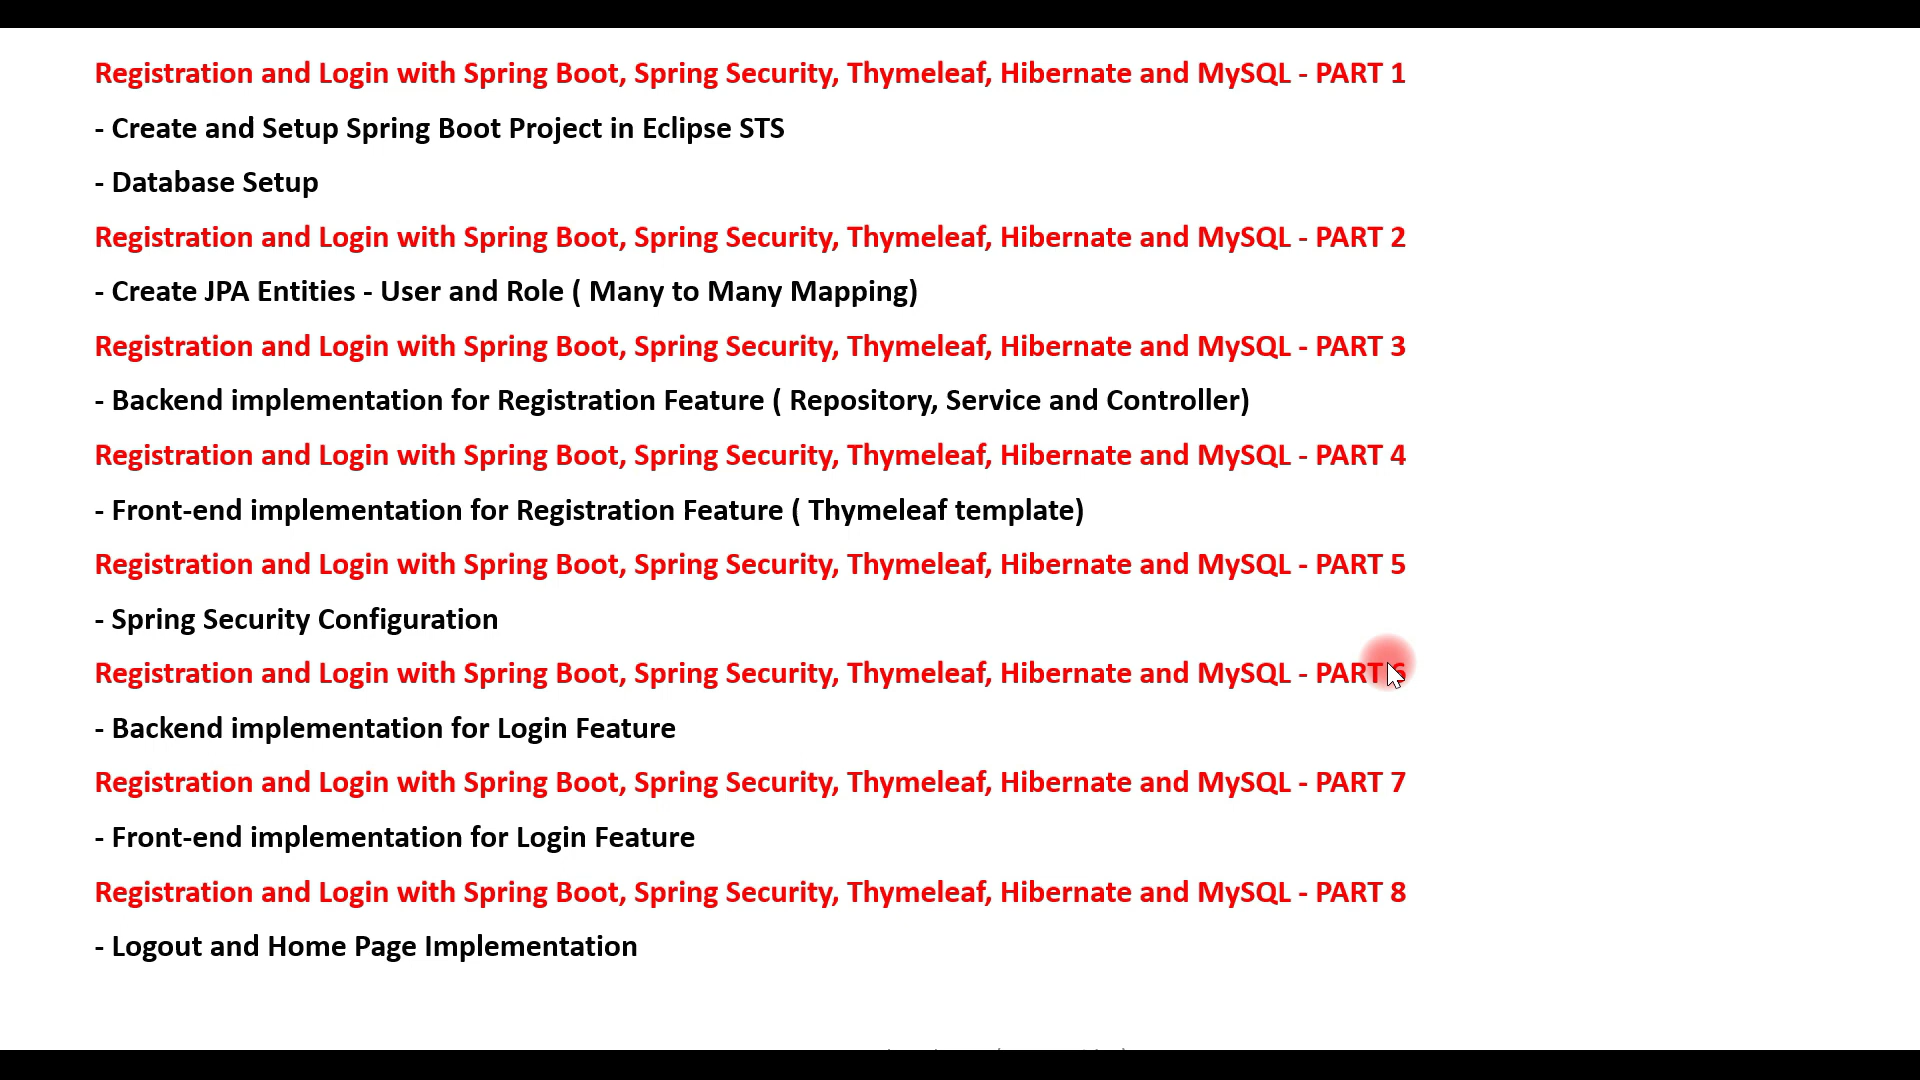 Registration and Login with Spring Boot, Spring Security, Thymeleaf, Hibernate and MySQL - PART 1
- Create and Setup Spring Boot Project in Eclipse STS
- Database Setup
Registration and Login with Spring Boot, Spring Security, Thymeleaf, Hibernate and MySQL - PART 2
- Create JPA Entities - User and Role ( Many to Many Mapping)
Registration and Login with Spring Boot, Spring Security, Thymeleaf, Hibernate and MySQL - PART 3
- Backend implementation for Registration Feature ( Repository, Service and Controller)
Registration and Login with Spring Boot, Spring Security, Thymeleaf, Hibernate and MySQL - PART 4
- Front-end implementation for Registration Feature ( Thymeleaf template)
Registration and Login with Spring Boot, Spring Security, Thymeleaf, Hibernate and MySQL - PART 5
- Spring Security Configuration
Registration and Login with Spring Boot, Spring Security, Thymeleaf, Hibernate and MySQL - PART 6
- Backend implementation for Login Feature
Registration and Login with Spring Boot, Spring Security, Thymeleaf, Hibernate and MySQL - PART 7
- Front-end implementation for Login Feature
Registration and Login with Spring Boot, Spring Security, Thymeleaf, Hibernate and MySQL - PART 8
- Logout and Home Page Implementation